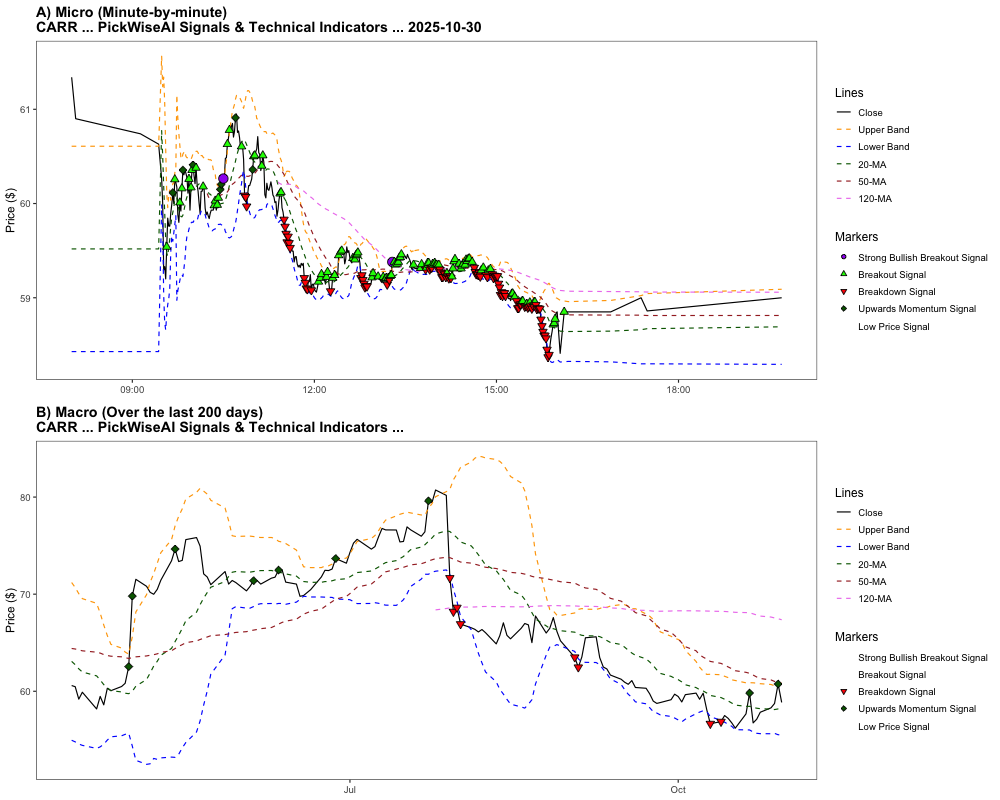 A) Micro (Minute-by-minute)
CARR ... PickWiseAI Signals & Technical Indicators ... 2025-10-30
Price ($)
61
60
59
09:00
12:00
15:00
18:00
Lines
Close
Upper Band
Lower Band
20-MA
50-MA
120-MA
Markers
Strong Bullish Breakout Signal
Breakout Signal
Breakdown Signal
Upwards Momentum Signal
Low Price Signal
B) Macro (Over the last 200 days)
CARR ... PickWiseAI Signals & Technical Indicators ...
Price ($)
80
70
60
Jul
Oct
Lines
Close
Upper Band
Lower Band
20-MA
50-MA
120-MA
Markers
Strong Bullish Breakout Signal
Breakout Signal
Breakdown Signal
Upwards Momentum Signal
Low Price Signal